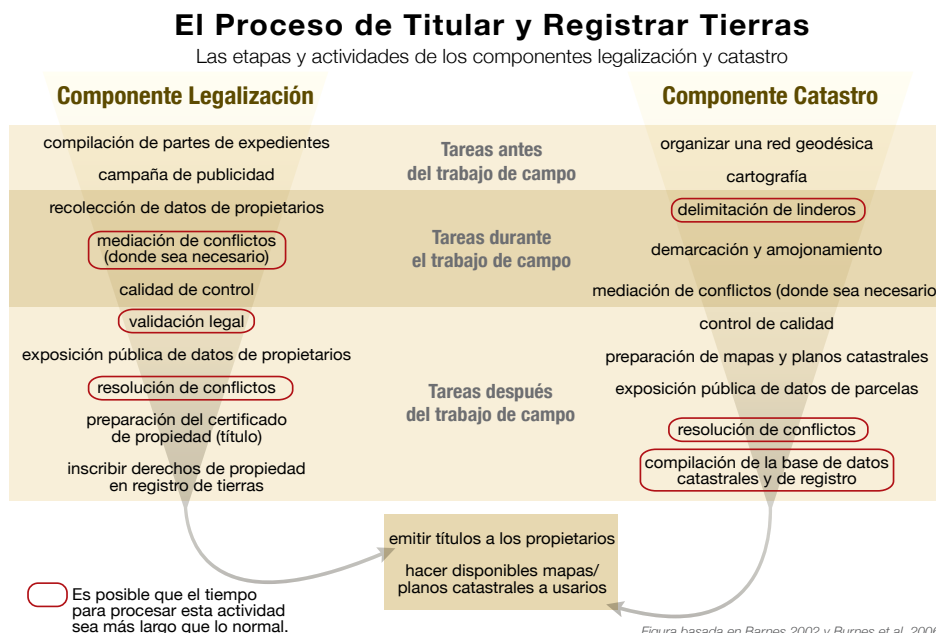 El Proceso de Titular y Registrar Tierras
Las etapas y actividades de los componentes legalización y catastro
Componente Legalización
compilación de partes de expedientes
campaña de publicidad
recolección de datos de propietarios
mediación de conflictos
(donde sea necesario)
calidad de control
validación legal
exposición pública de datos de propietarios
resolución de conflictos
preparación del certificado
de propiedad (título)
inscribir derechos de propiedad
en registro de tierras
Tareas antes
del trabajo de campo
Tareas durante
el trabajo de campo
Tareas después
del trabajo de campo
Componente Catastro
organizar una red geodésica
cartografía
delimitación de linderos
demarcación y amojonamiento
mediación de conflictos (donde sea necesario
control de calidad
preparación de mapas y planos catastrales
exposición pública de datos de parcelas
resolución de conflictos
compilación de la base de datos
catastrales y de registro
emitir títulos a los propietarios
hacer disponibles mapas/
planos catastrales a usarios
Es posible que el tiempo
para procesar esta actividad
sea más largo que lo normal.
Figura basada en Barnes 2002 y Burnes et al. 2006